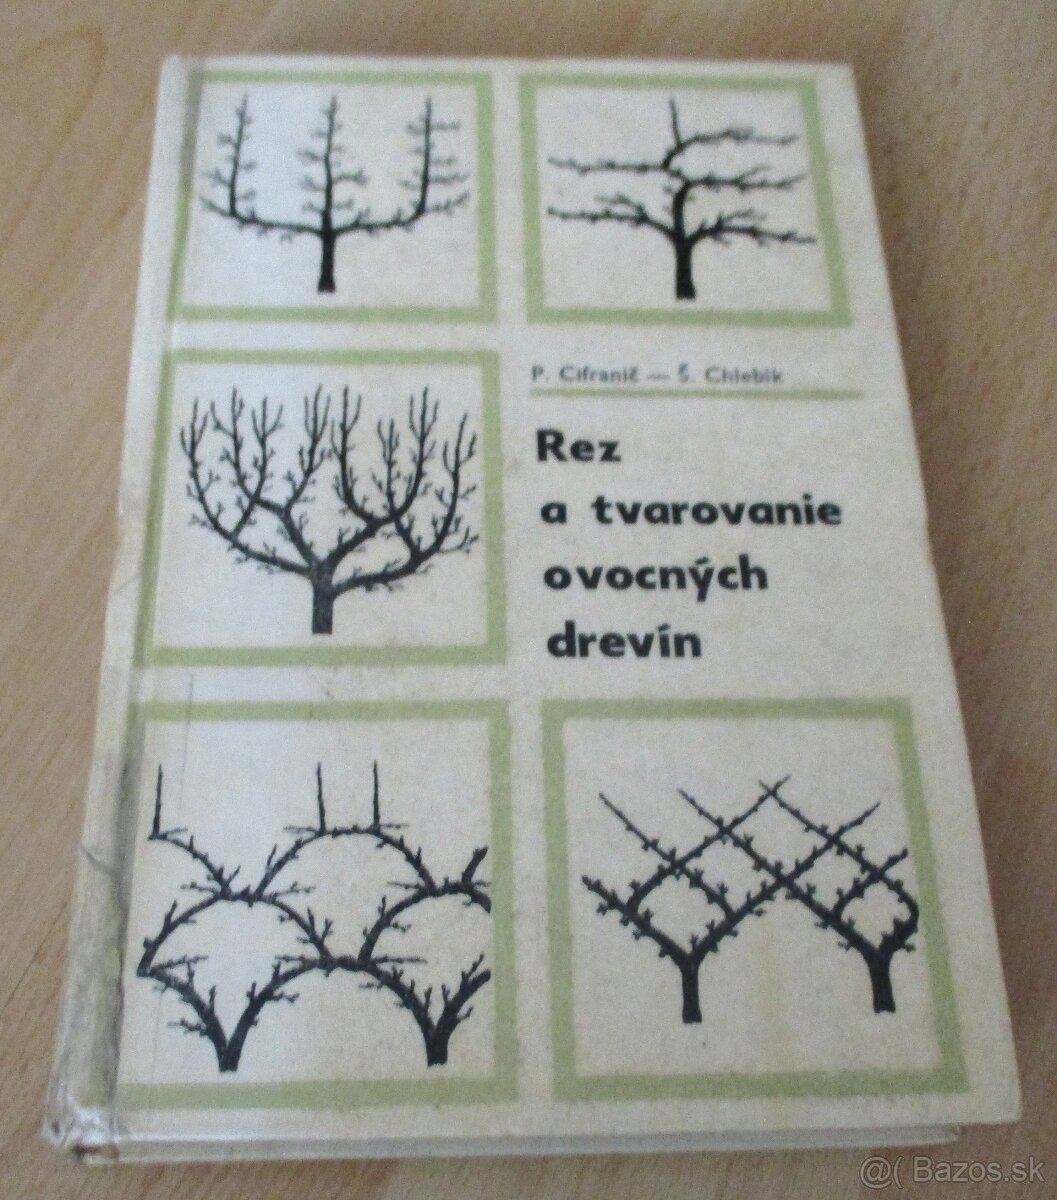 P. Cifranič — Š. Chlebík
Rez
a tvarovanie
ovocných
drevín
@( Bazos.sk